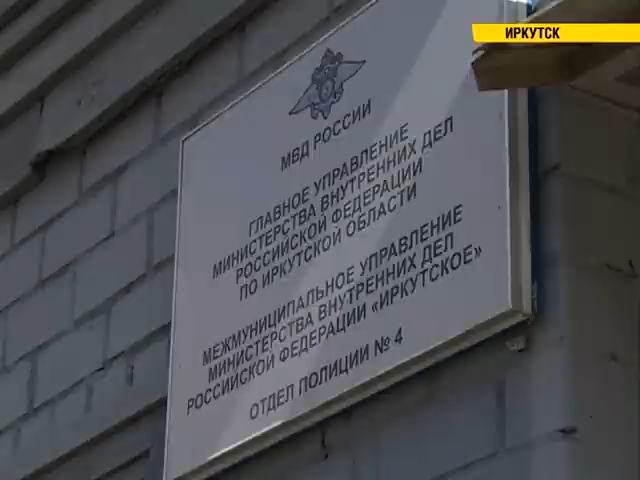 ИРКУТСК
МВД РОССИИ
ГЛАВНОЕ УПРАВЛЕНИЕ
МИНИСТЕРСТВА ВНУТРЕННИХ ДЕЛ
РОССИЙСКОЙ ФЕДЕРАЦИИ
ПО ИРКУТСКОЙ ОБЛАСТИ
МЕЖМУНИЦИПАЛЬНОЕ УПРАВЛЕНИЕ
МИНИСТЕРСТВА ВНУТРЕННИХ ДЕЛ
РОССИЙСКОЙ ФЕДЕРАЦИИ «ИРКУТСКОЕ»
ОТДЕЛ ПОЛИЦИИ № 4